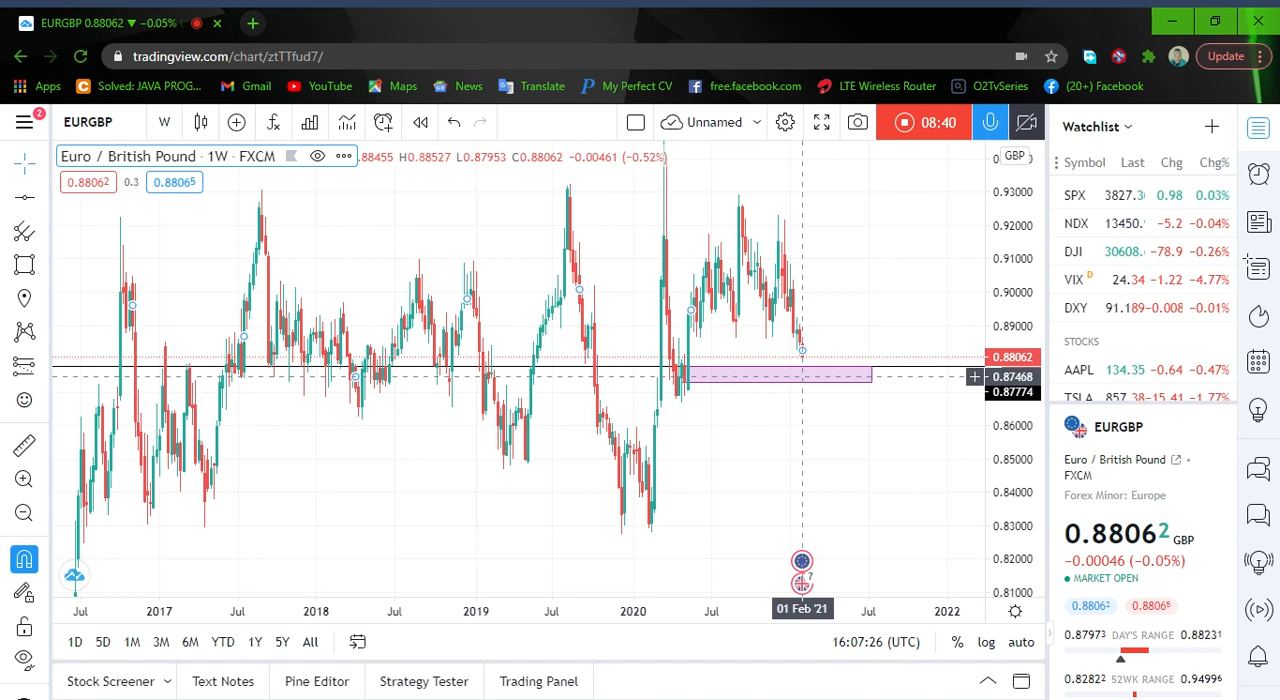 EURGBP 0.88062 ▼ −0.05%
tradingview.com/chart/ztTTfud7/
Update
Apps Solved: JAVA PROG... Gmail YouTube Maps News Translate My Perfect CV free.facebook.com LTE Wireless Router O2TvSeries (20+) Facebook
2
EURGBP W Unnamed 08:40
Watchlist
Euro / British Pound · 1W · FXCM .88455 H0.88527 L0.87953 C0.88062 −0.00461 (−0.52%)
0.88062 0.3 0.88065
GBP
0.93000
0.92000
0.91000
0.90000
0.89000
0.88062
0.87468
0.87774
0.86000
0.85000
0.84000
0.83000
0.82000
0.81000
7
Jul 2017 Jul 2018 Jul 2019 Jul 2020 Jul 01 Feb '21 Jul 2022
1D 5D 1M 3M 6M YTD 1Y 5Y All
16:07:26 (UTC) % log auto
Stock Screener Text Notes Pine Editor Strategy Tester Trading Panel
Symbol Last Chg Chg%
SPX 3827.3 0.98 0.03%
NDX 13450. −5.2 −0.04%
DJI 30608. −78.9 −0.26%
VIX D 24.34 −1.22 −4.77%
DXY 91.189 −0.008 −0.01%
STOCKS
AAPL 134.35 −0.64 −0.47%
TSLA 857.38 −15.41 −1.77%
EURGBP
Euro / British Pound
FXCM
Forex Minor: Europe
0.88062 GBP
−0.00046 (−0.05%)
MARKET OPEN
0.88062 0.88065
0.87973 DAY'S RANGE 0.88231
0.82822 52WK RANGE 0.94996